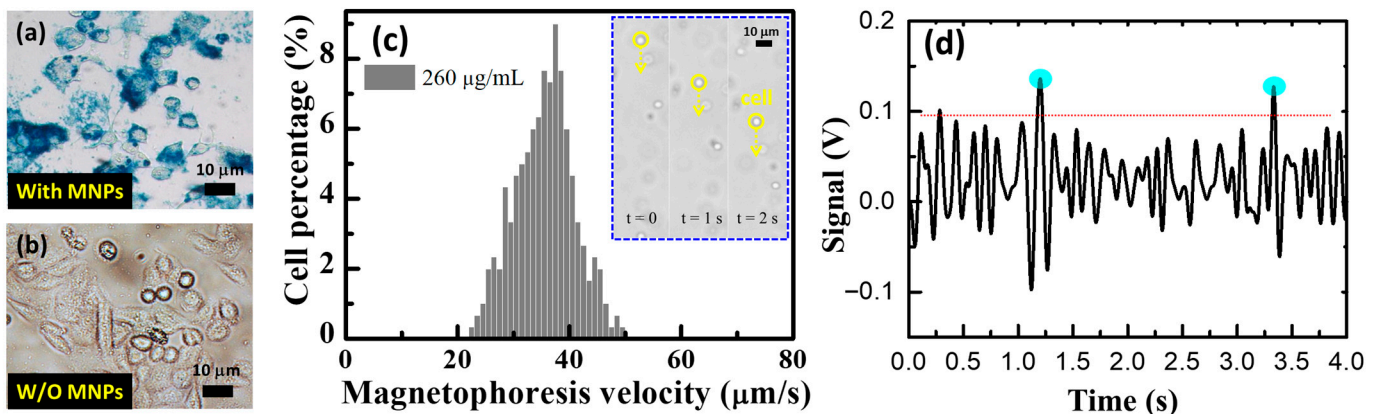 (a)
10 μm
With MNPs
(b)
10 μm
W/O MNPs
(c)
260 μg/mL
10 μm
cell
t = 0 t = 1 s t = 2 s
Cell percentage (%)
8
6
4
2
0
0 20 40 60 80
Magnetophoresis velocity (μm/s)
(d)
Signal (V)
0.2
0.1
0.0
−0.1
0.0 0.5 1.0 1.5 2.0 2.5 3.0 3.5 4.0
Time (s)